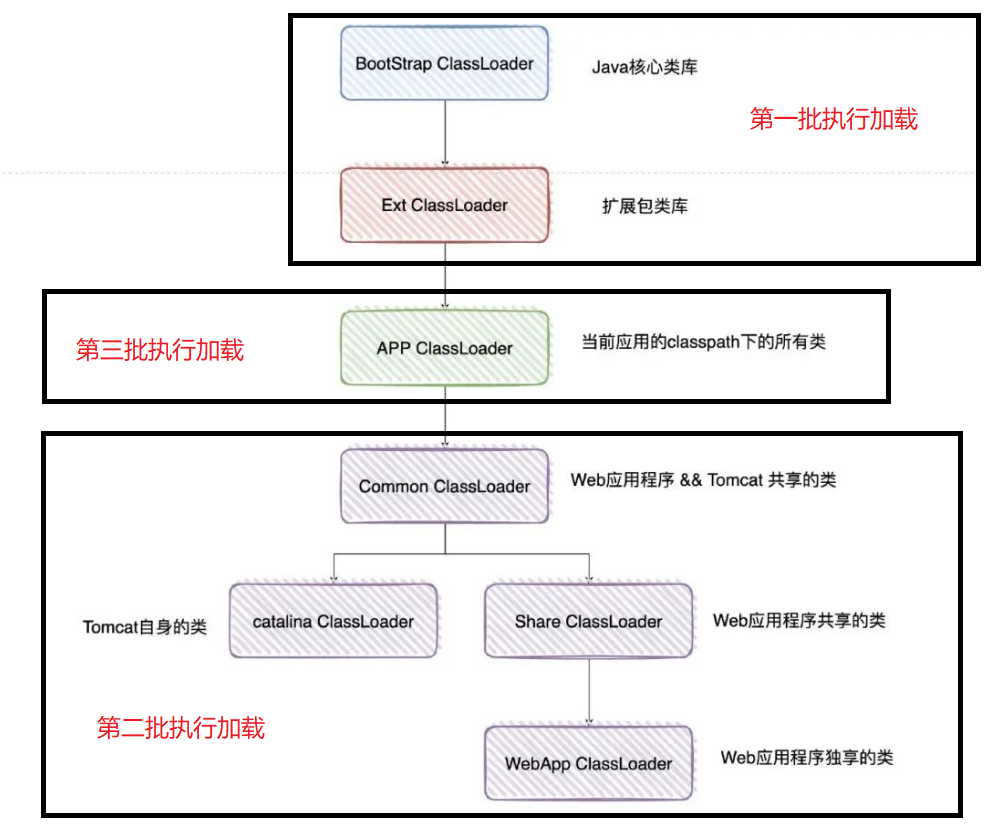 BootStrap ClassLoader
Java核心类库
第一批执行加载
Ext ClassLoader
扩展包类库
第三批执行加载
APP ClassLoader
当前应用的classpath下的所有类
Common ClassLoader
Web应用程序 && Tomcat 共享的类
Tomcat自身的类
catalina ClassLoader
Share ClassLoader
Web应用程序共享的类
第二批执行加载
WebApp ClassLoader
Web应用程序独享的类